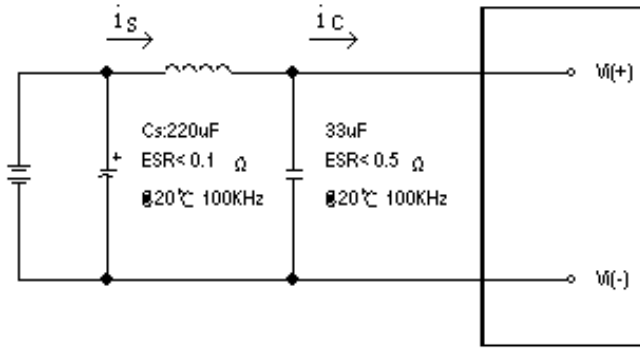 is
ic
Vi(+)
Cs:220uF
33uF
ESR< 0.1 Ω
ESR< 0.5 Ω
+
@20℃ 100KHz
@20℃ 100KHz
Vi(-)